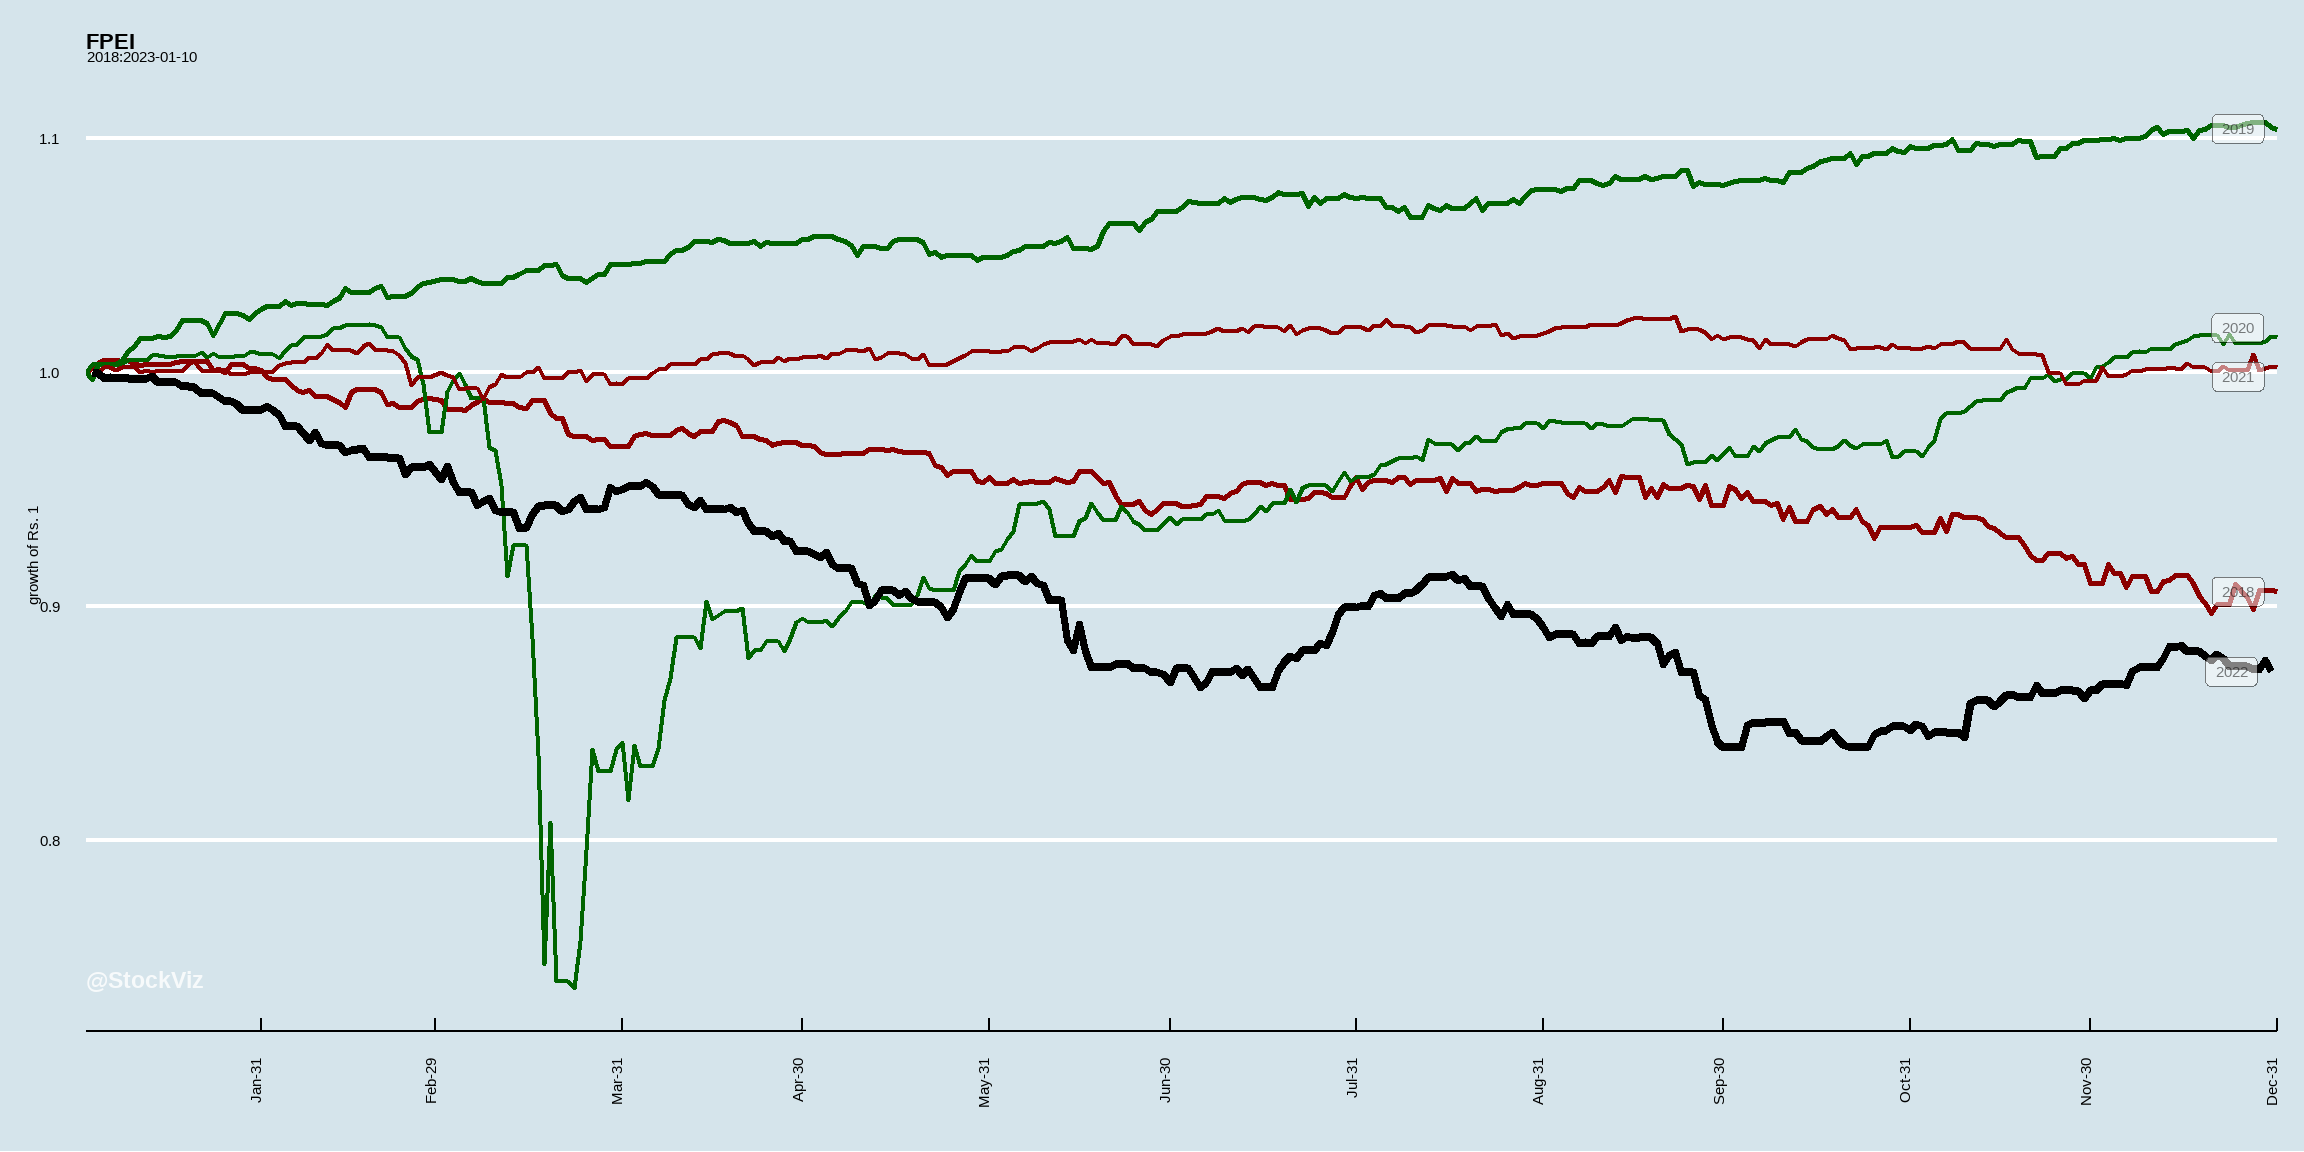 FPEI
2018:2023-01-10
growth of Rs. 1
1.1
1.0
0.9
0.8
2019
2020
2021
2018
2022
@StockViz
Jan-31
Feb-29
Mar-31
Apr-30
May-31
Jun-30
Jul-31
Aug-31
Sep-30
Oct-31
Nov-30
Dec-31